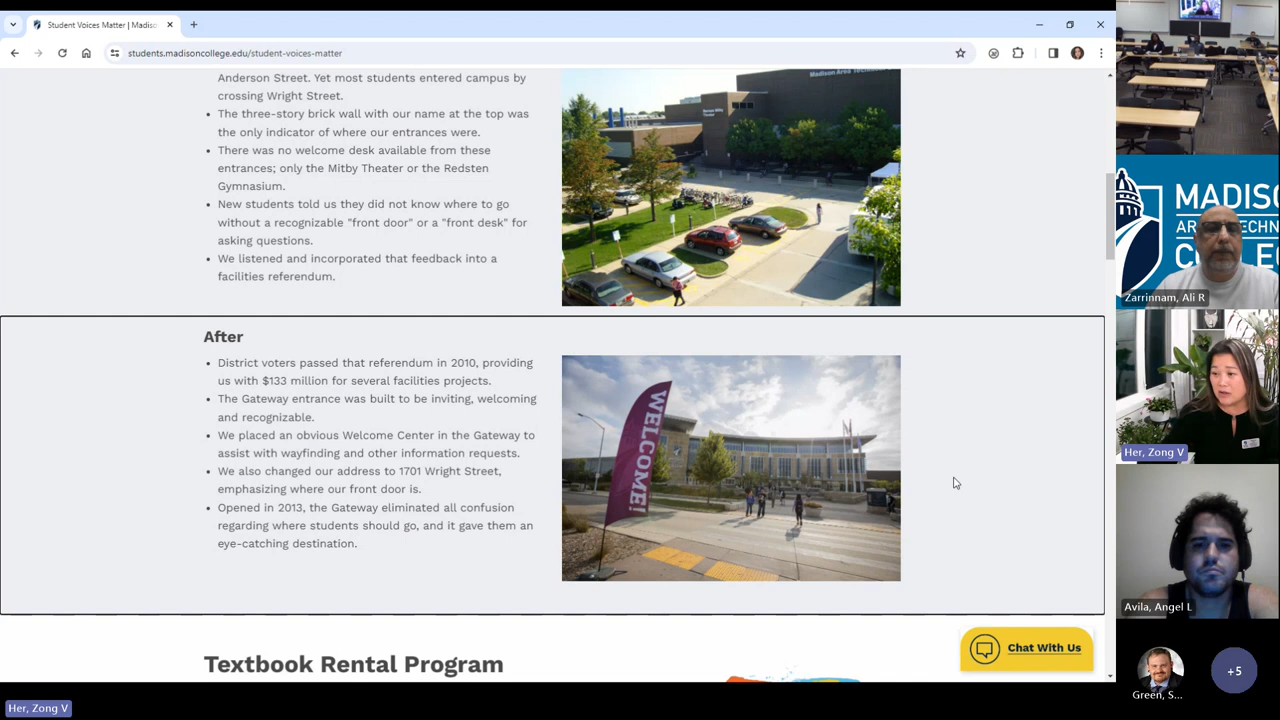 Student Voices Matter | Madis
students.madisoncollege.edu/student-voices-matter
Anderson Street. Yet most students entered campus by
crossing Wright Street.
• The three-story brick wall with our name at the top was
the only indicator of where our entrances were.
• There was no welcome desk available from these
entrances; only the Mitby Theater or the Redsten
Gymnasium.
• New students told us they did not know where to go
without a recognizable "front door" or a "front desk" for
asking questions.
• We listened and incorporated that feedback into a
facilities referendum.
Madison Area Technical
After
• District voters passed that referendum in 2010, providing
us with $133 million for several facilities projects.
• The Gateway entrance was built to be inviting, welcoming
and recognizable.
• We placed an obvious Welcome Center in the Gateway to
assist with wayfinding and other information requests.
• We also changed our address to 1701 Wright Street,
emphasizing where our front door is.
• Opened in 2013, the Gateway eliminated all confusion
regarding where students should go, and it gave them an
eye-catching destination.
WELCOME!
Textbook Rental Program
Chat With Us
MADISO
AR
TECHN
COL
EG
Zarrinnam, Ali R
Her, Zong V
Avila, Angel L
Green, S...
+5
Her, Zong V